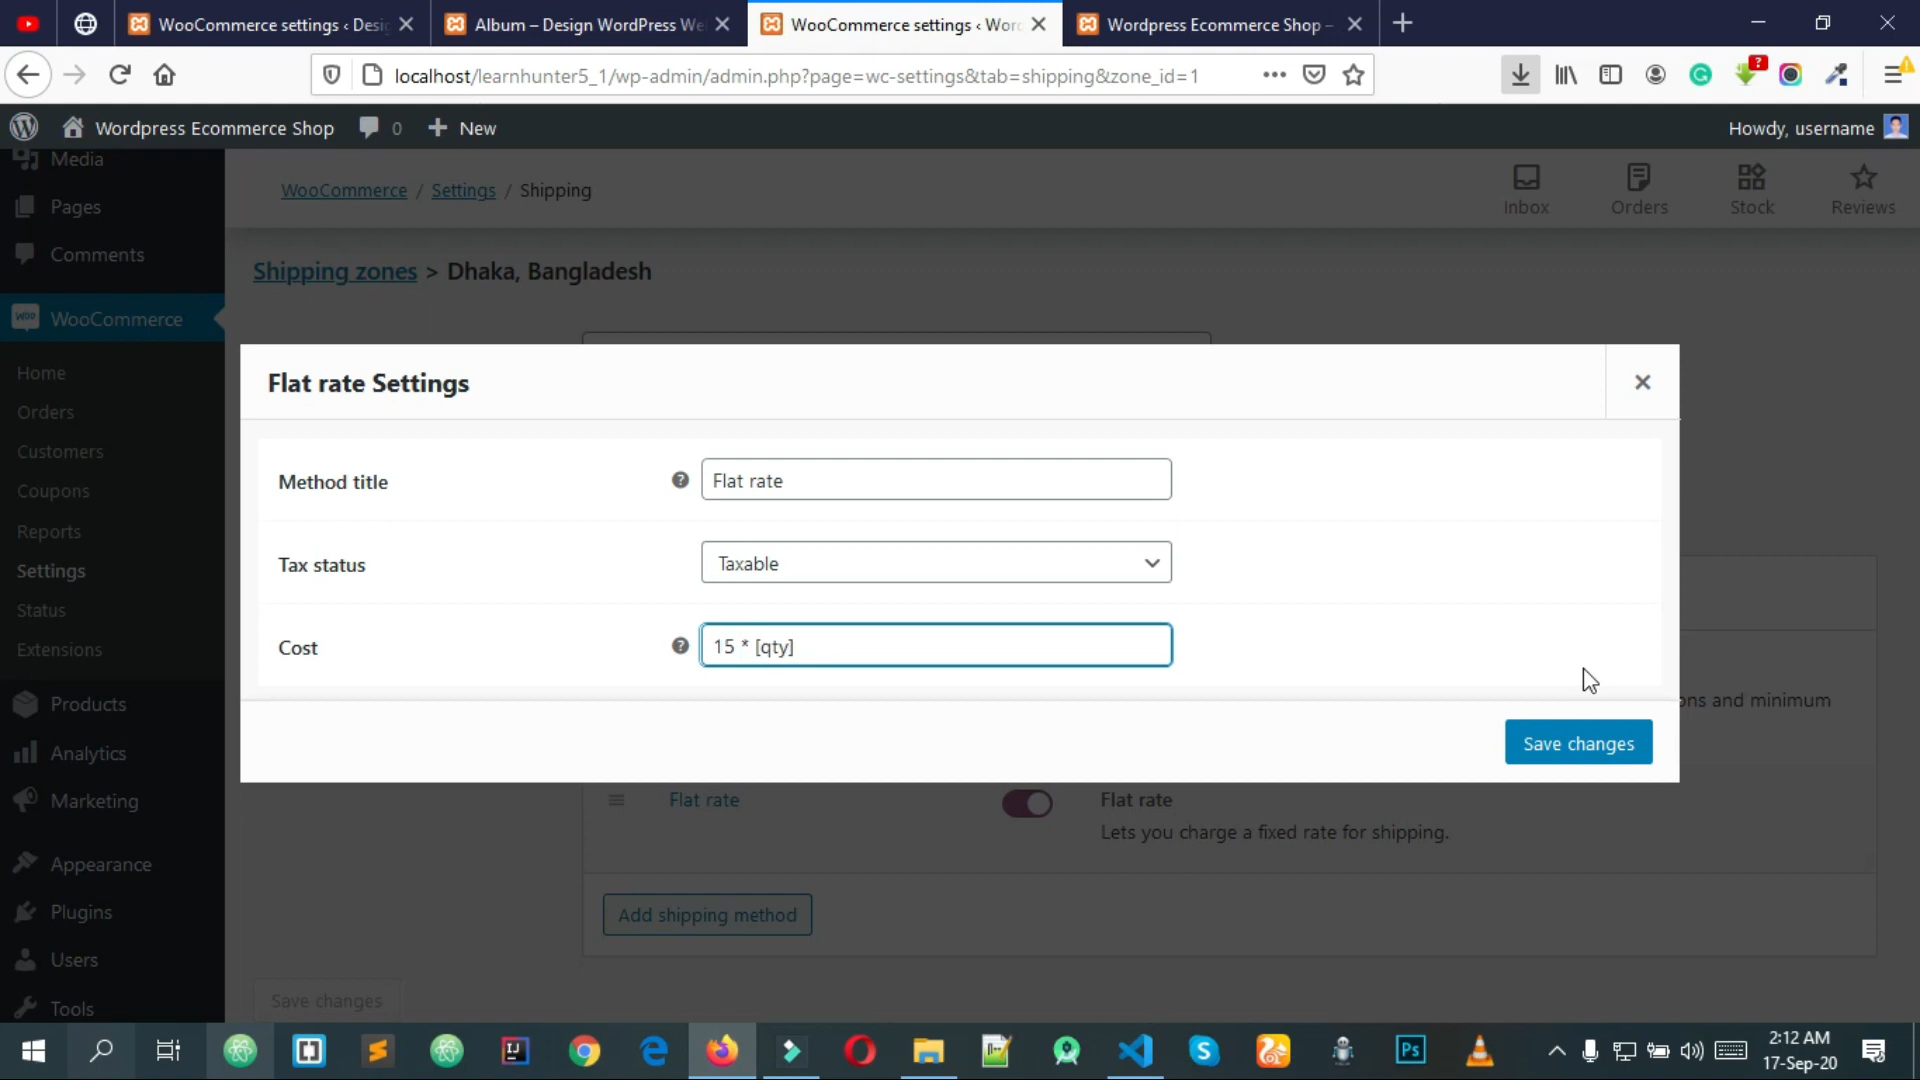 WooCommerce settings ‹ Desi
Album – Design WordPress We
WooCommerce settings ‹ Word
Wordpress Ecommerce Shop –
localhost/learnhunter5_1/wp-admin/admin.php?page=wc-settings&tab=shipping&zone_id=1
Wordpress Ecommerce Shop
0
New
Howdy, username
Media
Pages
Comments
WooCommerce
Home
Orders
Customers
Coupons
Reports
Settings
Status
Extensions
Products
Analytics
Marketing
Appearance
Plugins
Users
Tools
WooCommerce / Settings / Shipping
Inbox
Orders
Stock
Reviews
Shipping zones > Dhaka, Bangladesh
Flat rate Settings
Method title
Flat rate
Tax status
Taxable
Cost
15 * [qty]
ons and minimum
Save changes
Flat rate
Flat rate
Lets you charge a fixed rate for shipping.
Add shipping method
Save changes
2:12 AM
17-Sep-20